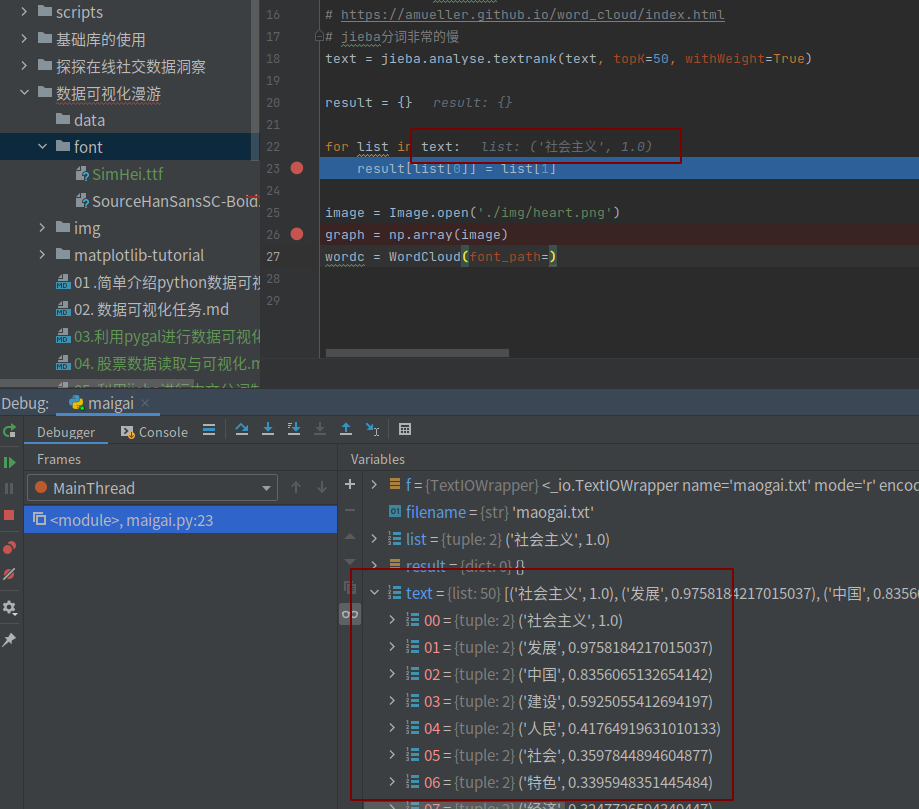 scripts
基础库的使用
探探在线社交数据洞察
数据可视化漫游
data
font
SimHei.ttf
SourceHanSansSC-Bold.
img
matplotlib-tutorial
01 .简单介绍python数据可视
02. 数据可视化任务.md
03.利用pygal进行数据可视化
04. 股票数据读取与可视化.m
16 # https://amueller.github.io/word_cloud/index.html
17 # jieba分词非常的慢
18 text = jieba.analyse.textrank(text, topK=50, withWeight=True)
19
20 result = {} result: {}
21
22 for list in text: list: ('社会主义', 1.0)
23 result[list[0]] = list[1]
24
25 image = Image.open('./img/heart.png')
26 graph = np.array(image)
27 wordc = WordCloud(font_path=)
28
29
Debug: maigai
Debugger Console
Frames
MainThread
<module>, maigai.py:23
Variables
f = {TextIOWrapper} <_io.TextIOWrapper name='maogai.txt' mode='r' encod
filename = {str} 'maogai.txt'
list = {tuple: 2} ('社会主义', 1.0)
result = {dict: 0} {}
text = {list: 50} [('社会主义', 1.0), ('发展', 0.9758184217015037), ('中国', 0.83560
00 = {tuple: 2} ('社会主义', 1.0)
01 = {tuple: 2} ('发展', 0.9758184217015037)
02 = {tuple: 2} ('中国', 0.8356065132654142)
03 = {tuple: 2} ('建设', 0.5925055412694197)
04 = {tuple: 2} ('人民', 0.41764919631010133)
05 = {tuple: 2} ('社会', 0.3597844894604877)
06 = {tuple: 2} ('特色', 0.3395948351445484)